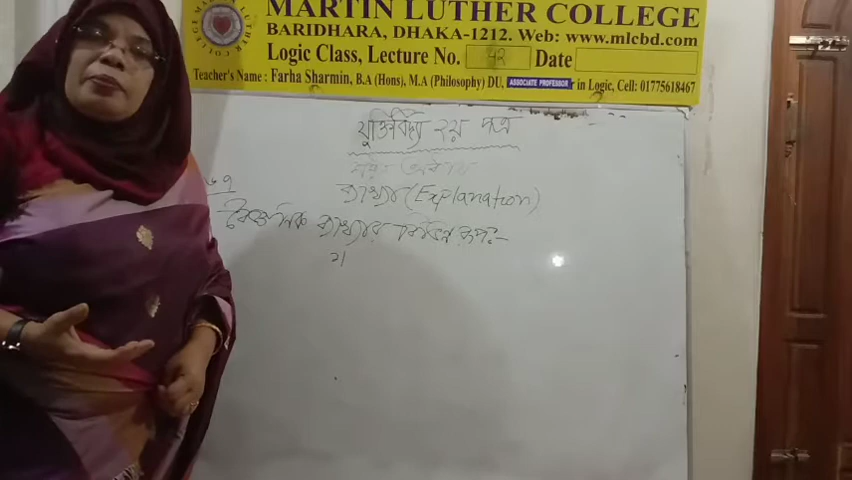 MARTIN LUTHER COLLEGE
BARIDHARA, DHAKA-1212. Web: www.mlcbd.com
Logic Class, Lecture No. 42 Date
Teacher's Name : Farha Sharmin, B.A (Hons), M.A (Philosophy) DU, ASSOCIATE PROFESSOR r in Logic, Cell: 01775618467
যুক্তিবিদ্যা ২য় পত্র
ব্যাখ্যা (Explanation)
বৈজ্ঞানিক ব্যাখ্যার বিভিন্ন রূপ:-
২।